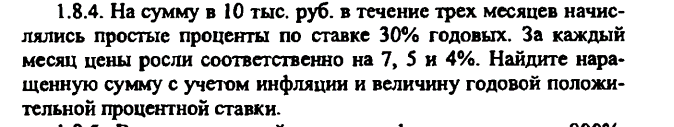 1.8.4. На сумму в 10 тыс. руб. в течение трех месяцев начис-
лялись простые проценты по ставке 30% годовых. За каждый
месяц цены росли соответственно на 7, 5 и 4%. Найдите нара-
щенную сумму с учетом инфляции и величину годовой положи-
тельной процентной ставки.